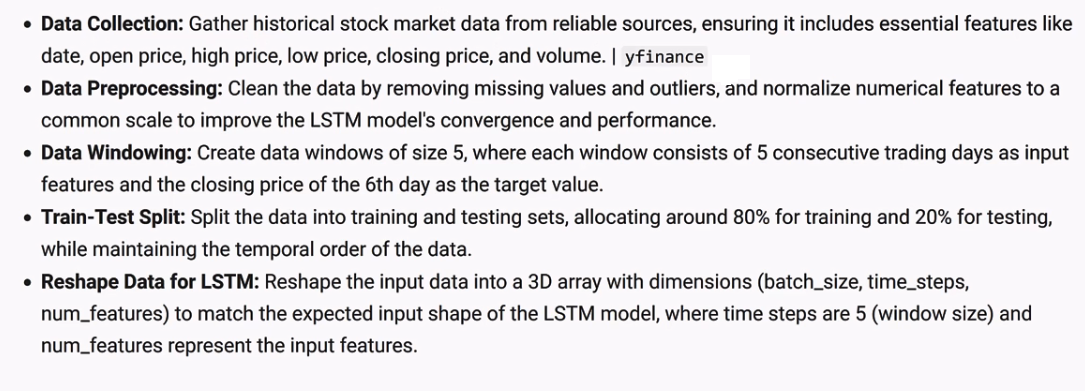 • Data Collection: Gather historical stock market data from reliable sources, ensuring it includes essential features like
date, open price, high price, low price, closing price, and volume. | yfinance
• Data Preprocessing: Clean the data by removing missing values and outliers, and normalize numerical features to a
common scale to improve the LSTM model's convergence and performance.
• Data Windowing: Create data windows of size 5, where each window consists of 5 consecutive trading days as input
features and the closing price of the 6th day as the target value.
• Train-Test Split: Split the data into training and testing sets, allocating around 80% for training and 20% for testing,
while maintaining the temporal order of the data.
• Reshape Data for LSTM: Reshape the input data into a 3D array with dimensions (batch_size, time_steps,
num_features) to match the expected input shape of the LSTM model, where time steps are 5 (window size) and
num_features represent the input features.